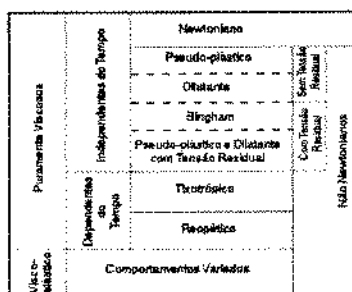 Newtoniano
Puramente Viscosos
Independentes do Tempo
Pseudo-plástico
Dilatante
Sem Tensão
Residual
Bingham
Pseudo-plástico e Dilatante
com Tensão Residual
Com Tensão
Residual
Não Newtonianos
Dependentes
do
Tempo
Tixotrópico
Reopético
Visco-
elástico
Comportamentos Variados